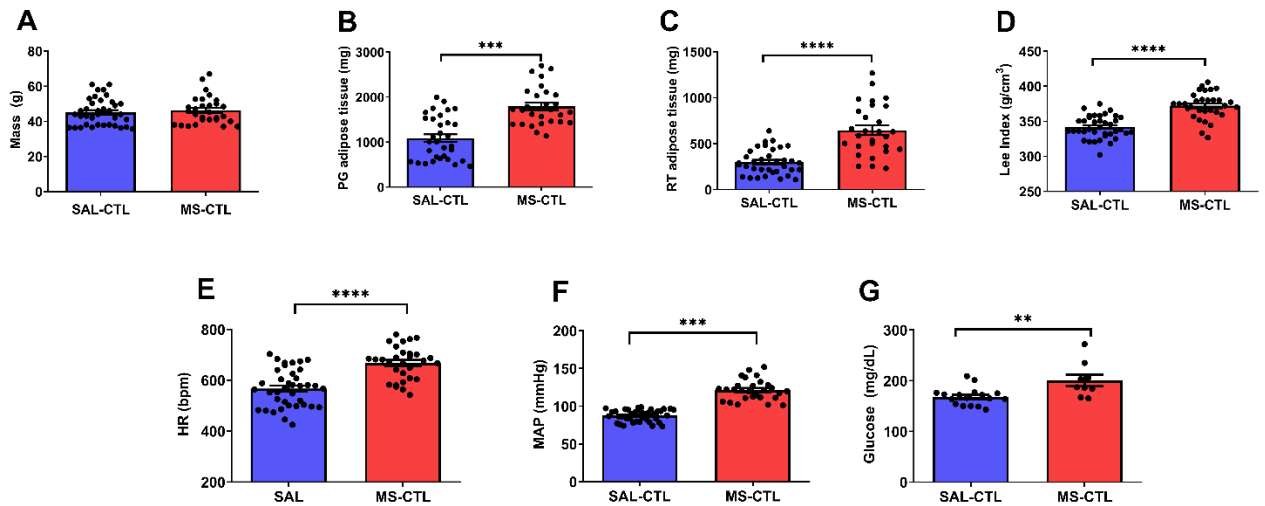 A
Mass (g)
80
60
40
20
0
SAL-CTL
MS-CTL
B
PG adipose tissue (mg)
***
3000
2000
1000
0
SAL-CTL
MS-CTL
C
RT adipose tissue (mg)
****
1500
1000
500
0
SAL-CTL
MS-CTL
D
Lee Index (g/cm³)
****
450
400
350
300
250
SAL-CTL
MS-CTL
E
HR (bpm)
****
800
600
400
200
SAL
MS-CTL
F
MAP (mmHg)
***
200
150
100
50
0
SAL-CTL
MS-CTL
G
Glucose (mg/dL)
**
300
200
100
0
SAL-CTL
MS-CTL